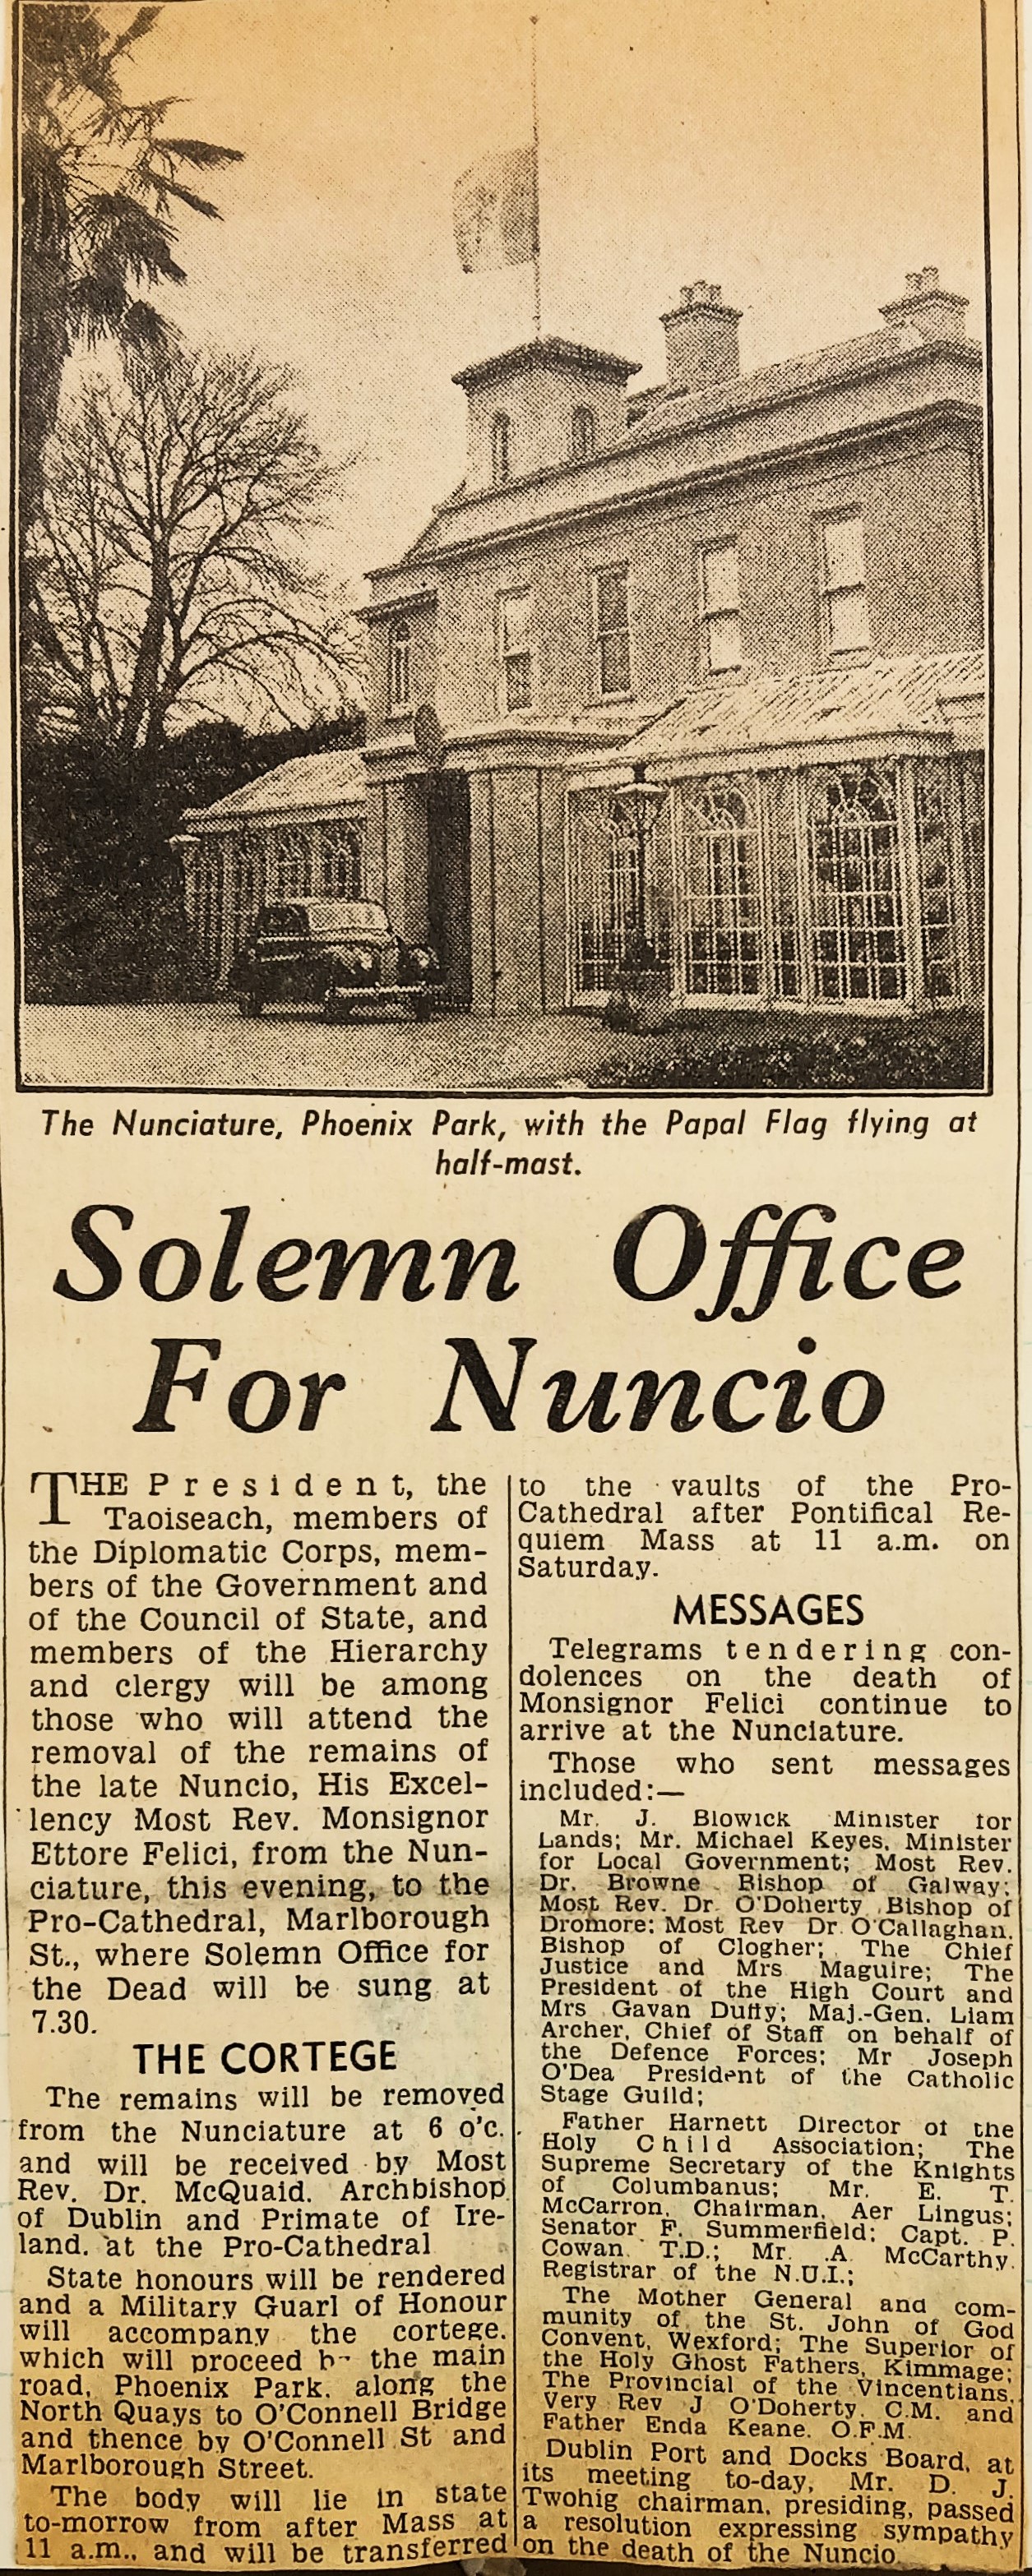 The Nunciature, Phoenix Park, with the Papal Flag flying at
half-mast.
Solemn Office
For Nuncio
THE President, the
Taoiseach, members of
the Diplomatic Corps, mem-
bers of the Government and
of the Council of State, and
members of the Hierarchy
and clergy will be among
those who will attend the
removal of the remains of
the late Nuncio, His Excel-
lency Most Rev. Monsignor
Ettore Felici, from the Nun-
ciature, this evening, to the
Pro-Cathedral, Marlborough
St., where Solemn Office for
the Dead will be sung at
7.30.
THE CORTEGE
The remains will be removed
from the Nunciature at 6 o'c.
and will be received by Most
Rev. Dr. McQuaid. Archbishop
of Dublin and Primate of Ire-
land. at the Pro-Cathedral
State honours will be rendered
and a Military Guarl of Honour
will accompany the cortege.
which will proceed b- the main
road, Phoenix Park. along the
North Quays to O'Connell Bridge
and thence by O'Connell St and
Marlborough Street.
The body will lie in state
to-morrow from after Mass at
11 a.m., and will be transferred
to the vaults of the Pro-
Cathedral after Pontifical Re-
quiem Mass at 11 a.m. on
Saturday.
MESSAGES
Telegrams tendering con-
dolences on the death of
Monsignor Felici continue to
arrive at the Nunciature.
Those who sent messages
included:—
Mr. J. Blowick Minister for
Lands; Mr. Michael Keyes, Minister
for Local Government; Most Rev.
Dr. Browne Bishop of Galway;
Most Rev. Dr. O'Doherty Bishop of
Dromore; Most Rev Dr. O'Callaghan.
Bishop of Clogher; The Chief
Justice and Mrs Maguire; The
President of the High Court and
Mrs Gavan Duffy; Maj.-Gen. Liam
Archer, Chief of Staff on behalf of
the Defence Forces; Mr Joseph
O'Dea President of the Catholic
Stage Guild;
Father Harnett Director of the
Holy Child Association; The
Supreme Secretary of the Knights
of Columbanus; Mr. E. T.
McCarron, Chairman, Aer Lingus;
Senator F. Summerfield; Capt. P.
Cowan T.D.; Mr. A McCarthy.
Registrar of the N.U.I.;
The Mother General and com-
munity of the St. John of God
Convent, Wexford; The Superior of
the Holy Ghost Fathers, Kimmage;
The Provincial of the Vincentians,
Very Rev J O'Doherty. C.M. and
Father Enda Keane. O.F.M.
Dublin Port and Docks Board, at
its meeting to-day, Mr. D. J.
Twohig chairman, presiding, passed
a resolution expressing sympathy
on the death of the Nuncio.